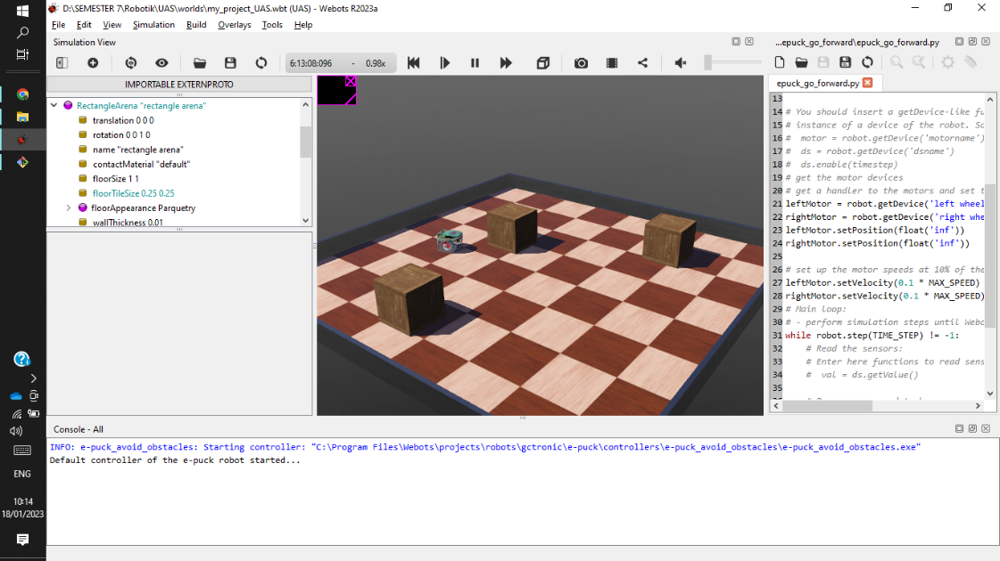 D:\SEMESTER 7\Robotik\UAS\worlds\my_project_UAS.wbt (UAS) - Webots R2023a
File Edit View Simulation Build Overlays Tools Help
Simulation View
...epuck_go_forward\epuck_go_forward.py
6:13:08:096 - 0.98x
IMPORTABLE EXTERNPROTO
epuck_go_forward.py
RectangleArena "rectangle arena"
translation 0 0 0
rotation 0 0 1 0
name "rectangle arena"
contactMaterial "default"
floorSize 1 1
floorTileSize 0.25 0.25
floorAppearance Parquetry
wallThickness 0.01
13
14 # You should insert a getDevice-like fu
15 # instance of a device of the robot. So
16 #  motor = robot.getDevice('motorname')
17 #  ds = robot.getDevice('dsname')
18 #  ds.enable(timestep)
19 # get the motor devices
20 # get a handler to the motors and set t
21 leftMotor = robot.getDevice('left wheel
22 rightMotor = robot.getDevice('right whe
23 leftMotor.setPosition(float('inf'))
24 rightMotor.setPosition(float('inf'))
25
26 # set up the motor speeds at 10% of the
27 leftMotor.setVelocity(0.1 * MAX_SPEED)
28 rightMotor.setVelocity(0.1 * MAX_SPEED)
29 # Main loop:
30 # - perform simulation steps until Webo
31 while robot.step(TIME_STEP) != -1:
32 # Read the sensors:
33 # Enter here functions to read sens
34 #  val = ds.getValue()
35
Console - All
INFO: e-puck_avoid_obstacles: Starting controller: "C:\Program Files\Webots\projects\robots\gctronic\e-puck\controllers\e-puck_avoid_obstacles\e-puck_avoid_obstacles.exe"
Default controller of the e-puck robot started...
ENG
10:14
18/01/2023